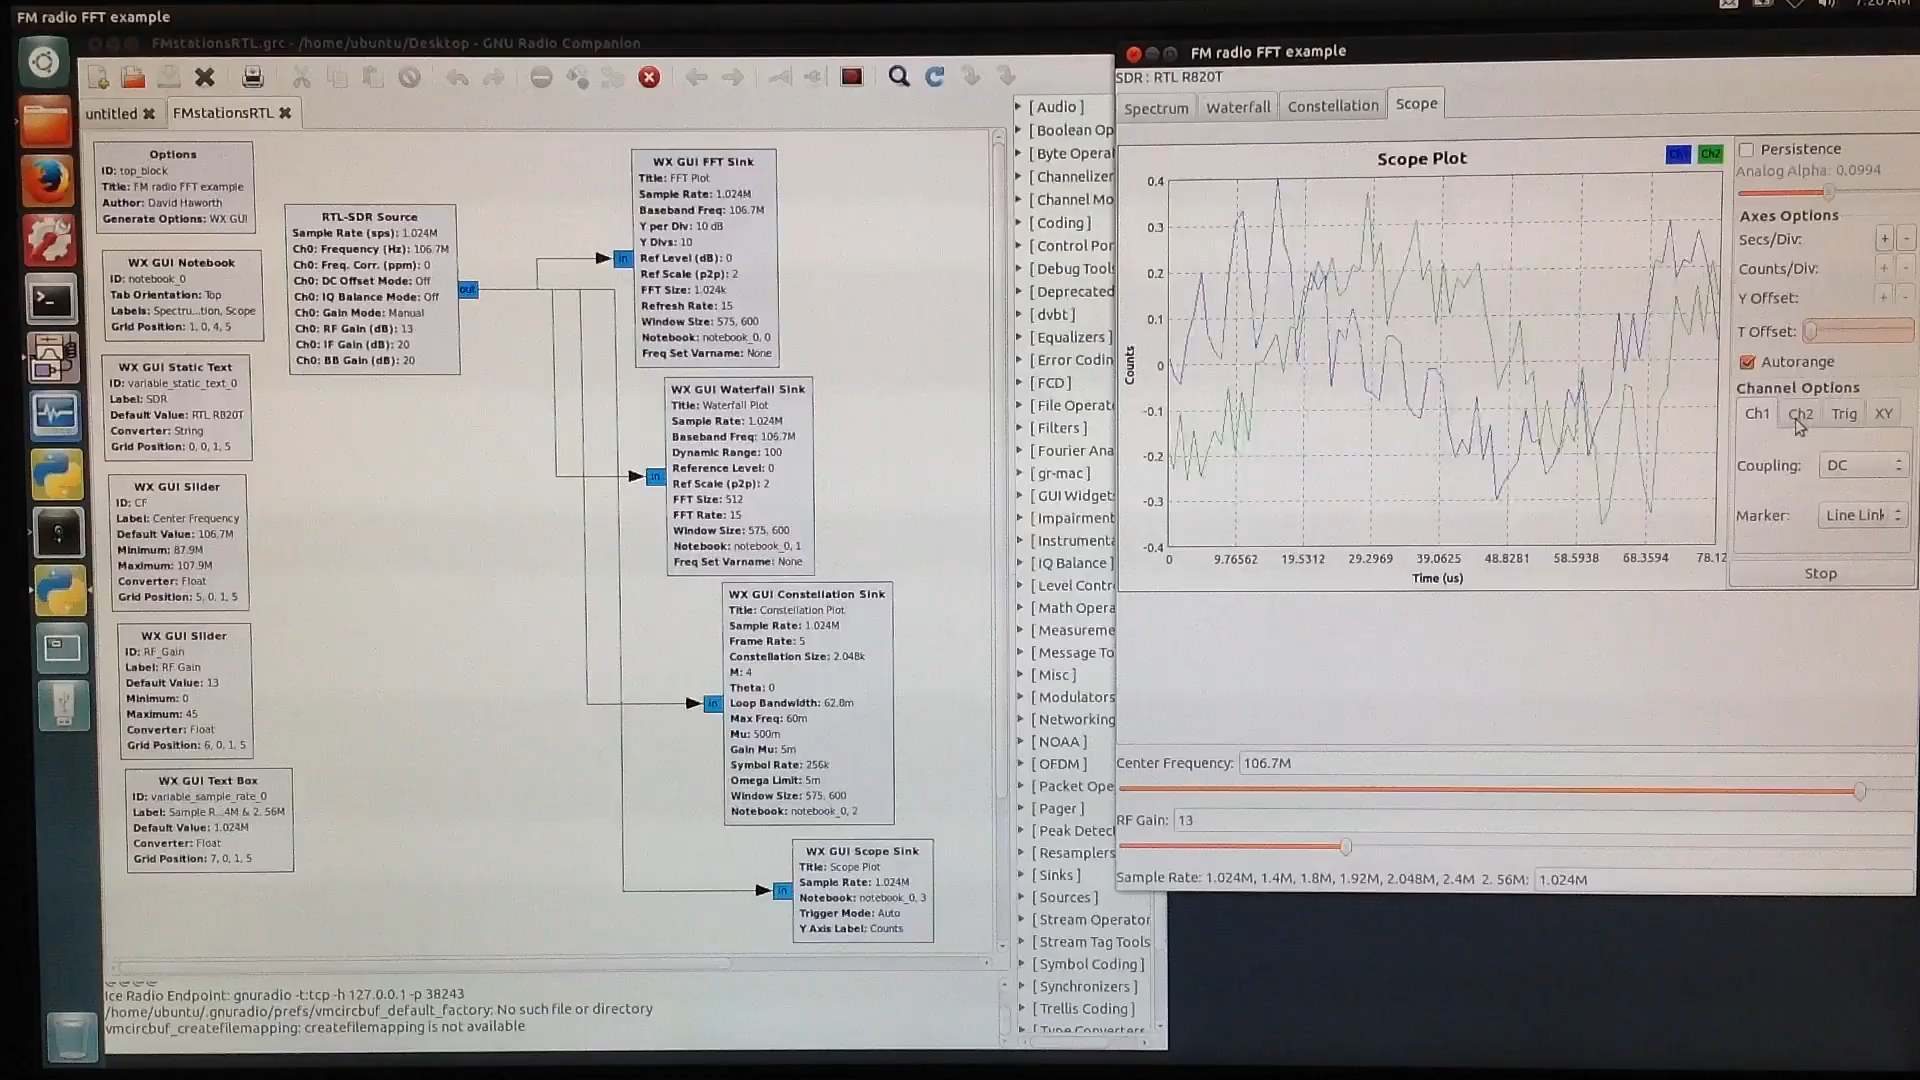 FM radio FFT example
FMstationsRTL.grc - /home/ubuntu/Desktop - GNU Radio Companion
untitled
FMstationsRTL
Options
ID: top_block
Title: FM radio FFT example
Author: David Haworth
Generate Options: WX GUI
WX GUI Notebook
ID: notebook_0
Tab Orientation: Top
Labels: Spectru...tion, Scope
Grid Position: 1, 0, 4, 5
WX GUI Static Text
ID: variable_static_text_0
Label: SDR
Default Value: RTL R820T
Converter: String
Grid Position: 0, 0, 1, 5
WX GUI Slider
ID: CF
Label: Center Frequency
Default Value: 106.7M
Minimum: 87.9M
Maximum: 107.9M
Converter: Float
Grid Position: 5, 0, 1, 5
WX GUI Slider
ID: RF_Gain
Label: RF Gain
Default Value: 13
Minimum: 0
Maximum: 45
Converter: Float
Grid Position: 6, 0, 1, 5
WX GUI Text Box
ID: variable_sample_rate_0
Label: Sample R...4M & 2. 56M
Default Value: 1.024M
Converter: Float
Grid Position: 7, 0, 1, 5
RTL-SDR Source
Sample Rate (sps): 1.024M
Ch0: Frequency (Hz): 106.7M
Ch0: Freq. Corr. (ppm): 0
Ch0: DC Offset Mode: Off
Ch0: IQ Balance Mode: Off
Ch0: Gain Mode: Manual
Ch0: RF Gain (dB): 13
Ch0: IF Gain (dB): 20
Ch0: BB Gain (dB): 20
out
in
WX GUI FFT Sink
Title: FFT Plot
Sample Rate: 1.024M
Baseband Freq: 106.7M
Y per Div: 10 dB
Y Divs: 10
Ref Level (dB): 0
Ref Scale (p2p): 2
FFT Size: 1.024k
Refresh Rate: 15
Window Size: 575, 600
Notebook: notebook_0, 0
Freq Set Varname: None
in
WX GUI Waterfall Sink
Title: Waterfall Plot
Sample Rate: 1.024M
Baseband Freq: 106.7M
Dynamic Range: 100
Reference Level: 0
Ref Scale (p2p): 2
FFT Size: 512
FFT Rate: 15
Window Size: 575, 600
Notebook: notebook_0, 1
Freq Set Varname: None
in
WX GUI Constellation Sink
Title: Constellation Plot
Sample Rate: 1.024M
Frame Rate: 5
Constellation Size: 2.048k
M: 4
Theta: 0
Loop Bandwidth: 62.8m
Max Freq: 60m
Mu: 500m
Gain Mu: 5m
Symbol Rate: 256k
Omega Limit: 5m
Window Size: 575, 600
Notebook: notebook_0, 2
in
WX GUI Scope Sink
Title: Scope Plot
Sample Rate: 1.024M
Notebook: notebook_0, 3
Trigger Mode: Auto
Y Axis Label: Counts
Ice Radio Endpoint: gnuradio -t:tcp -h 127.0.0.1 -p 38243
/home/ubuntu/.gnuradio/prefs/vmcircbuf_default_factory: No such file or directory
vmcircbuf_createfilemapping: createfilemapping is not available
[ Audio ]
[ Boolean Op
[ Byte Operat
[ Channelizer
[ Channel Mo
[ Coding ]
[ Control Por
[ Debug Tools
[ Deprecated
[ dvbt ]
[ Equalizers ]
[ Error Codin
[ FCD ]
[ File Operat
[ Filters ]
[ Fourier Ana
[ gr-mac ]
[ GUI Widget
[ Impairment
[ Instrument
[ IQ Balance ]
[ Level Contr
[ Math Opera
[ Measureme
[ Message To
[ Misc ]
[ Modulators
[ Networking
[ NOAA ]
[ OFDM ]
[ Packet Ope
[ Pager ]
[ Peak Detect
[ Resamplers
[ Sinks ]
[ Sources ]
[ Stream Operator
[ Stream Tag Tools
[ Symbol Coding ]
[ Synchronizers ]
[ Trellis Coding ]
[ Type Converters
FM radio FFT example
SDR : RTL R820T
Spectrum
Waterfall
Constellation
Scope
Scope Plot
Ch1
Ch2
0.4
0.3
0.2
0.1
0
-0.1
-0.2
-0.3
-0.4
Counts
0 9.76562 19.5312 29.2969 39.0625 48.8281 58.5938 68.3594 78.12
Time (us)
Persistence
Analog Alpha: 0.0994
Axes Options
Secs/Div: + -
Counts/Div: + -
Y Offset: + -
T Offset:
Autorange
Channel Options
Ch1 Ch2 Trig XY
Coupling: DC
Marker: Line Link
Stop
Center Frequency: 106.7M
RF Gain: 13
Sample Rate: 1.024M, 1.4M, 1.8M, 1.92M, 2.048M, 2.4M 2. 56M: 1.024M